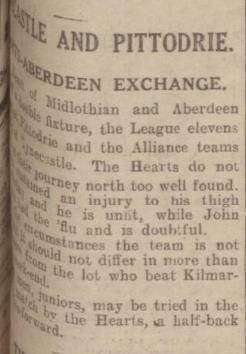 CASTLE AND PITTODRIE.
ABERDEEN EXCHANGE.
of Midlothian and Aberdeen
fixture, the League elevens
Pittodrie and the Alliance teams
Tynecastle. The Hearts do not
journey north too well found.
an injury to his thigh
and he is unfit, while John
the 'flu and is doubtful.
circumstances the team is not
should not differ in more than
from the lot who beat Kilmar-
juniors, may be tried in the
match by the Hearts, a half-back
forward.